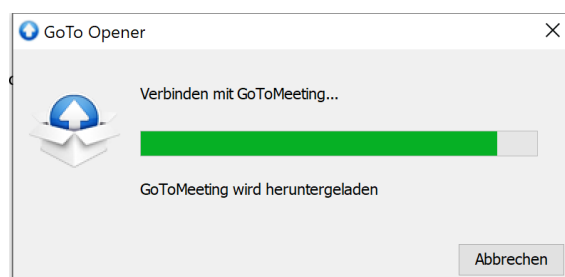 GoTo Opener
Verbinden mit GoToMeeting...
GoToMeeting wird heruntergeladen
Abbrechen